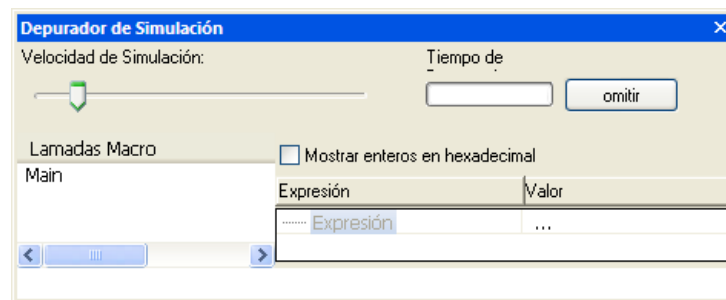 Depurador de Simulación
Velocidad de Simulación:
Tiempo de
omitir
Lamadas Macro
Mostrar enteros en hexadecimal
Main
Expresión Valor
Expresión ...